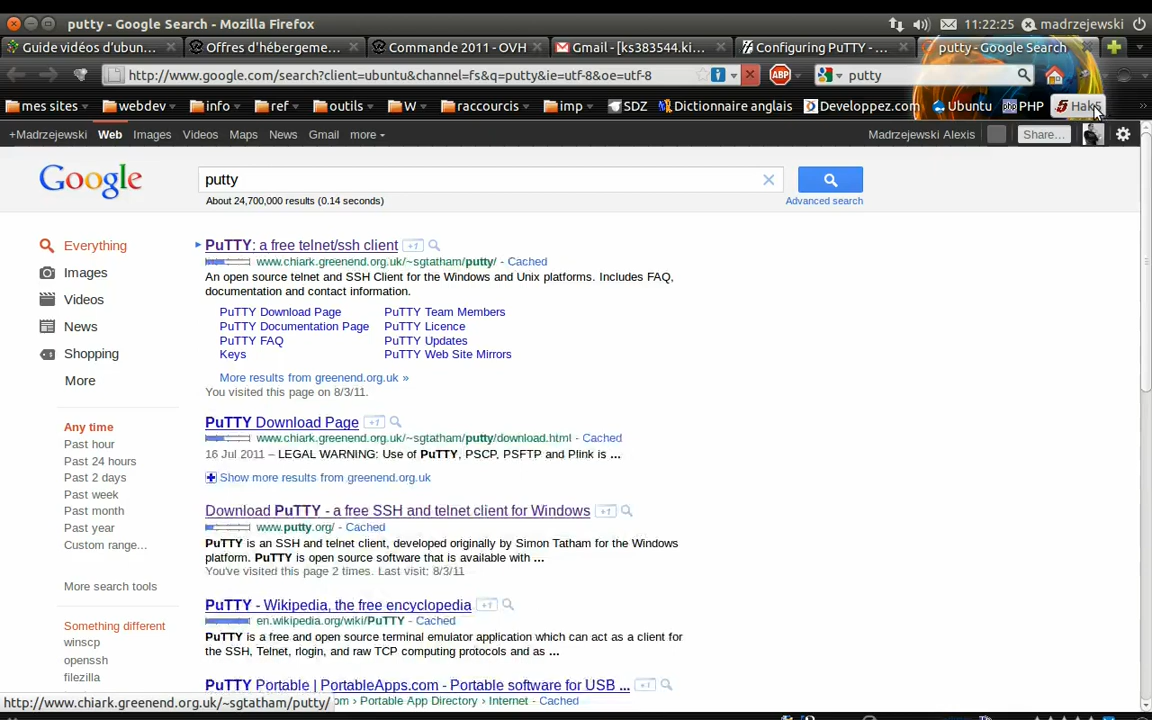 putty - Google Search - Mozilla Firefox
11:22:25 madrzejewski
Guide vidéos d'ubun... Offres d'hébergeme... Commande 2011 - OVH Gmail - [ks383544.ki... Configuring PuTTY - ... putty - Google Search
http://www.google.com/search?client=ubuntu&channel=fs&q=putty&ie=utf-8&oe=utf-8 ABP putty
mes sites webdev info ref outils W raccourcis imp SDZ Dictionnaire anglais Developpez.com Ubuntu PHP Hak5 »
+Madrzejewski Web Images Videos Maps News Gmail more Madrzejewski Alexis Share...
Google putty
About 24,700,000 results (0.14 seconds) Advanced search
Everything
Images
Videos
News
Shopping
More
Any time
Past hour
Past 24 hours
Past 2 days
Past week
Past month
Past year
Custom range...
More search tools
Something different
winscp
openssh
filezilla
PuTTY: a free telnet/ssh client +1
www.chiark.greenend.org.uk/~sgtatham/putty/ - Cached
An open source telnet and SSH Client for the Windows and Unix platforms. Includes FAQ,
documentation and contact information.
PuTTY Download Page PuTTY Team Members
PuTTY Documentation Page PuTTY Licence
PuTTY FAQ PuTTY Updates
Keys PuTTY Web Site Mirrors
More results from greenend.org.uk »
You visited this page on 8/3/11.
PuTTY Download Page +1
www.chiark.greenend.org.uk/~sgtatham/putty/download.html - Cached
16 Jul 2011 – LEGAL WARNING: Use of PuTTY, PSCP, PSFTP and Plink is ...
Show more results from greenend.org.uk
Download PuTTY - a free SSH and telnet client for Windows +1
www.putty.org/ - Cached
PuTTY is an SSH and telnet client, developed originally by Simon Tatham for the Windows
platform. PuTTY is open source software that is available with ...
You've visited this page 2 times. Last visit: 8/3/11
PuTTY - Wikipedia, the free encyclopedia +1
en.wikipedia.org/wiki/PuTTY - Cached
PuTTY is a free and open source terminal emulator application which can act as a client for
the SSH, Telnet, rlogin, and raw TCP computing protocols and as ...
PuTTY Portable | PortableApps.com - Portable software for USB ... +1
om › Portable App Directory › Internet - Cached
http://www.chiark.greenend.org.uk/~sgtatham/putty/